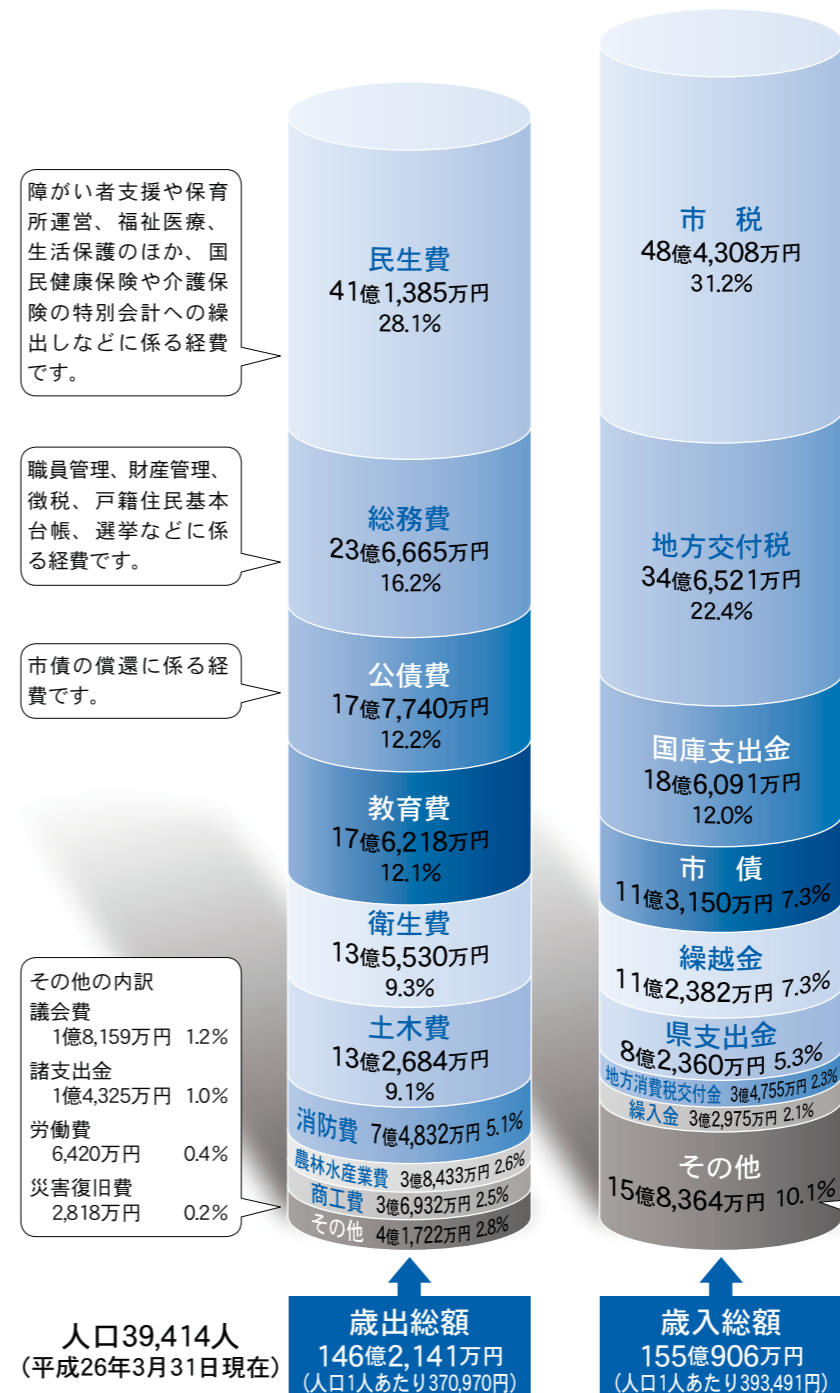 障がい者支援や保育
所運営、福祉医療、
生活保護のほか、国
民健康保険や介護保
険の特別会計への繰
出しなどに係る経費
です。
職員管理、財産管理、
徴税、戸籍住民基本
台帳、選挙などに係
る経費です。
市債の償還に係る経
費です。
その他の内訳
議会費
1億8,159万円 1.2%
諸支出金
1億4,325万円 1.0%
労働費
6,420万円 0.4%
災害復旧費
2,818万円 0.2%
人口39,414人
(平成26年3月31日現在)
民生費
41億1,385万円
28.1%
総務費
23億6,665万円
16.2%
公債費
17億7,740万円
12.2%
教育費
17億6,218万円
12.1%
衛生費
13億5,530万円
9.3%
土木費
13億2,684万円
9.1%
消防費 7億4,832万円 5.1%
農林水産業費 3億8,433万円 2.6%
商工費 3億6,932万円 2.5%
その他 4億1,722万円 2.8%
歳出総額
146億2,141万円
(人口1人あたり370,970円)
市 税
48億4,308万円
31.2%
地方交付税
34億6,521万円
22.4%
国庫支出金
18億6,091万円
12.0%
市 債
11億3,150万円 7.3%
繰越金
11億2,382万円 7.3%
県支出金
8億2,360万円 5.3%
地方消費税交付金 3億4,755万円 2.3%
繰入金 3億2,975万円 2.1%
その他
15億8,364万円 10.1%
歳入総額
155億906万円
(人口1人あたり393,491円)